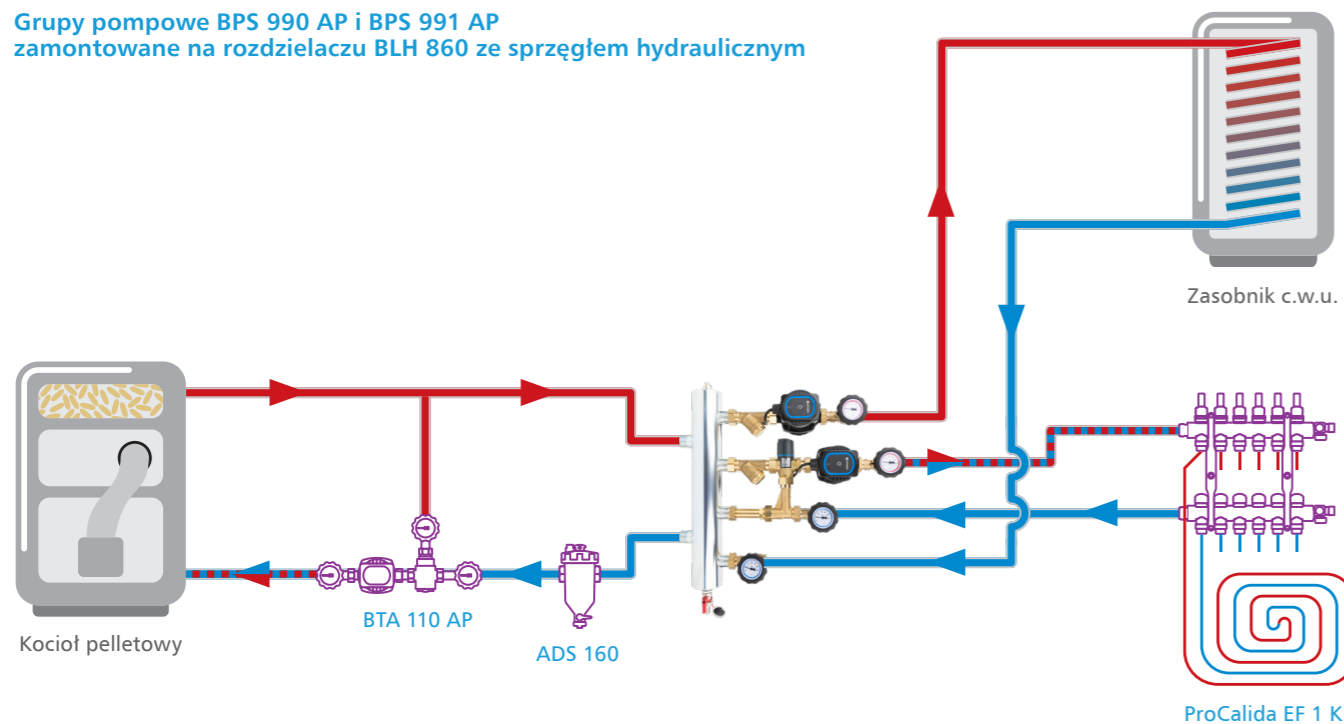 Grupy pompowe BPS 990 AP i BPS 991 AP
zamontowane na rozdzielaczu BLH 860 ze sprzęgłem hydraulicznym
Zasobnik c.w.u.
Kocioł pelletowy
BTA 110 AP
ADS 160
ProCalida EF 1 K